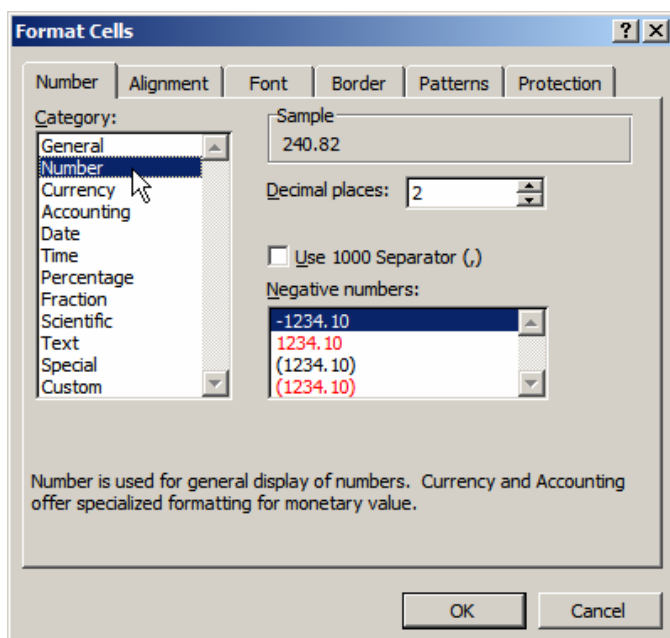 Format Cells
Number Alignment Font Border Patterns Protection
Category:
General
Number
Currency
Accounting
Date
Time
Percentage
Fraction
Scientific
Text
Special
Custom
Sample
240.82
Decimal places: 2
Use 1000 Separator (,)
Negative numbers:
-1234.10
1234.10
(1234.10)
(1234.10)
Number is used for general display of numbers. Currency and Accounting
offer specialized formatting for monetary value.
OK Cancel